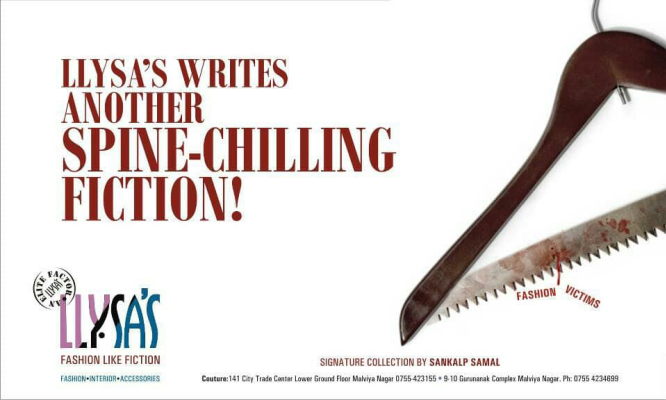 LLYSA'S WRITES
ANOTHER
SPINE-CHILLING
FICTION!
FASHION VICTIMS
AN ELITE FACTOR
LLYSA'S
LLYSA'S
FASHION LIKE FICTION
FASHION•INTERIOR•ACCESSORIES
SIGNATURE COLLECTION BY SANKALP SAMAL
Couture:141 City Trade Center Lower Ground Floor Malviya Nagar 0755-423155 • 9-10 Gurunanak Complex Malviya Nagar. Ph: 0755 4234699